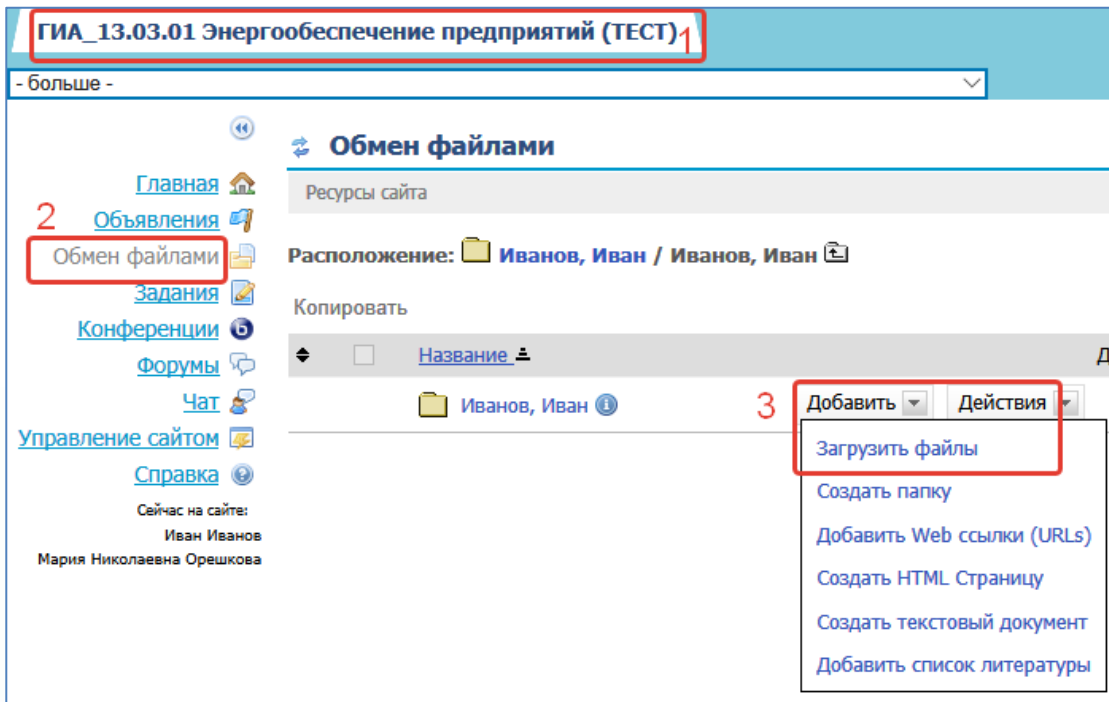 ГИА_13.03.01 Энергообеспечение предприятий (ТЕСТ) 1
- больше -
Обмен файлами
Ресурсы сайта
Главная
2
Объявления
Обмен файлами
Задания
Конференции
Форумы
Чат
Управление сайтом
Справка
Сейчас на сайте:
Иван Иванов
Мария Николаевна Орешкова
Расположение: Иванов, Иван / Иванов, Иван
Копировать
Название Д
Иванов, Иван 3 Добавить Действия
Загрузить файлы
Создать папку
Добавить Web ссылки (URLs)
Создать HTML Страницу
Создать текстовый документ
Добавить список литературы